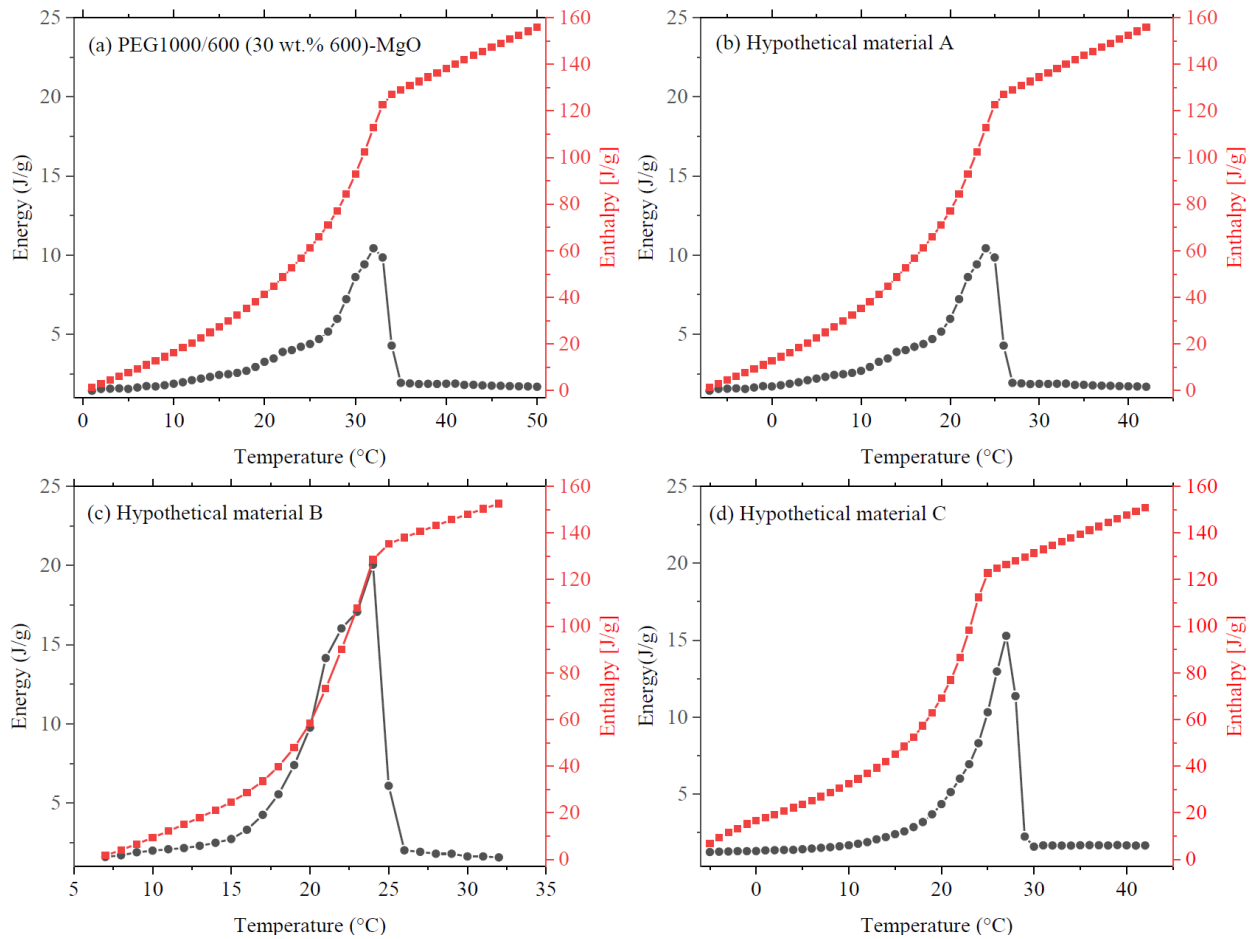 (a) PEG1000/600 (30 wt.% 600)-MgO
25
20
15
10
5
Energy (J/g)
160
140
120
100
80
60
40
20
0
Enthalpy [J/g]
0 10 20 30 40 50
Temperature (°C)
(b) Hypothetical material A
25
20
15
10
5
Energy (J/g)
160
140
120
100
80
60
40
20
0
Enthalpy [J/g]
0 10 20 30 40
Temperature (°C)
(c) Hypothetical material B
25
20
15
10
5
Energy (J/g)
160
140
120
100
80
60
40
20
0
Enthalpy [J/g]
5 10 15 20 25 30 35
Temperature (°C)
(d) Hypothetical material C
25
20
15
10
5
Energy(J/g)
160
140
120
100
80
60
40
20
0
Enthalpy [J/g]
0 10 20 30 40
Temperature (°C)